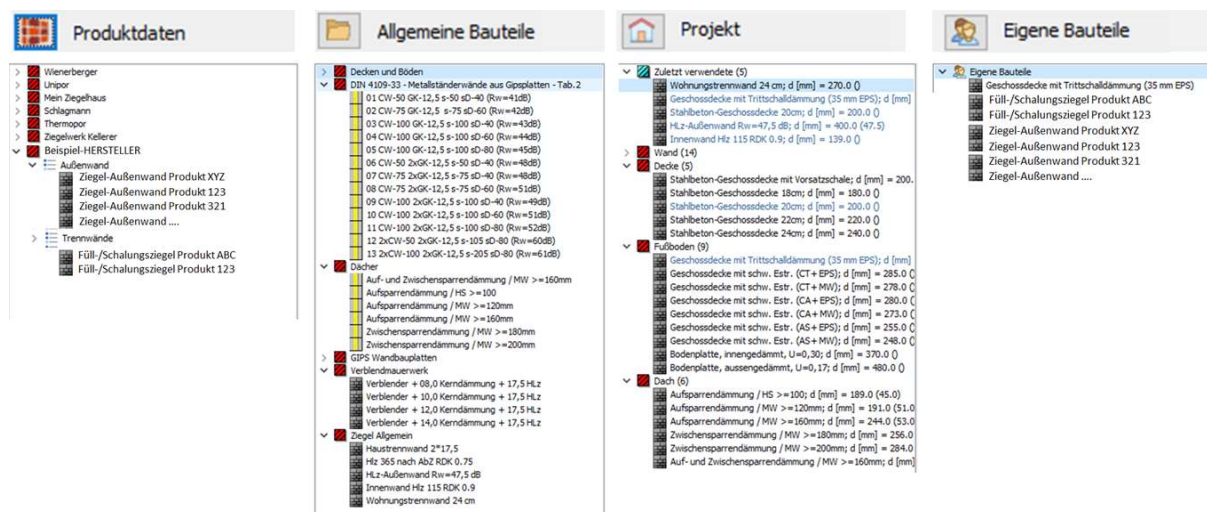 Produktdaten
Wienerberger
Unipor
Mein Ziegelhaus
Schlagmann
Thermopor
Ziegelwerk Kellerer
Beispiel-HERSTELLER
Außenwand
Ziegel-Außenwand Produkt XYZ
Ziegel-Außenwand Produkt 123
Ziegel-Außenwand Produkt 321
Ziegel-Außenwand ....
Trennwände
Füll-/Schalungsziegel Produkt ABC
Füll-/Schalungsziegel Produkt 123
Allgemeine Bauteile
Decken und Böden
DIN 4109-33 - Metallständerwände aus Gipsplatten - Tab.2
01 CW-50 GK-12,5 s-50 sD-40 (Rw=41dB)
02 CW-75 GK-12,5 s-75 sD-60 (Rw=42dB)
03 CW-100 GK-12,5 s-100 sD-40 (Rw=43dB)
04 CW-100 GK-12,5 s-100 sD-60 (Rw=44dB)
05 CW-100 GK-12,5 s-100 sD-80 (Rw=45dB)
06 CW-50 2xGK-12,5 s-50 sD-40 (Rw=48dB)
07 CW-75 2xGK-12,5 s-75 sD-40 (Rw=48dB)
08 CW-75 2xGK-12,5 s-75 sD-60 (Rw=51dB)
09 CW-100 2xGK-12,5 s-100 sD-40 (Rw=49dB)
10 CW-100 2xGK-12,5 s-100 sD-60 (Rw=51dB)
11 CW-100 2xGK-12,5 s-100 sD-80 (Rw=52dB)
12 2xCW-50 2xGK-12,5 s-105 sD-80 (Rw=60dB)
13 2xCW-100 2xGK-12,5 s-205 sD-80 (Rw=61dB)
Dächer
Auf- und Zwischensparrendämmung / MW >=160mm
Aufsparrendämmung / HS >=100
Aufsparrendämmung / MW >=120mm
Aufsparrendämmung / MW >=160mm
Zwischensparrendämmung / MW >=180mm
Zwischensparrendämmung / MW >=200mm
GIPS Wandbauplatten
Verblendmauerwerk
Verblender + 08,0 Kerndämmung + 17,5 HLz
Verblender + 10,0 Kerndämmung + 17,5 HLz
Verblender + 12,0 Kerndämmung + 17,5 HLz
Verblender + 14,0 Kerndämmung + 17,5 HLz
Ziegel Allgemein
Haustrennwand 2*17,5
Hlz 365 nach AbZ RDK 0.75
HLz-Außenwand Rw=47,5 dB
Innenwand Hlz 115 RDK 0.9
Wohnungstrennwand 24 cm
Projekt
Zuletzt verwendete (5)
Wohnungstrennwand 24 cm; d [mm] = 270.0 ()
Geschossdecke mit Trittschalldämmung (35 mm EPS); d [mm]
Stahlbeton-Geschossdecke 20cm; d [mm] = 200.0 ()
HLz-Außenwand Rw=47,5 dB; d [mm] = 400.0 (47.5)
Innenwand Hlz 115 RDK 0.9; d [mm] = 139.0 ()
Wand (14)
Decke (5)
Stahlbeton-Geschossdecke mit Vorsatzschale; d [mm] = 200.
Stahlbeton-Geschossdecke 18cm; d [mm] = 180.0 ()
Stahlbeton-Geschossdecke 20cm; d [mm] = 200.0 ()
Stahlbeton-Geschossdecke 22cm; d [mm] = 220.0 ()
Stahlbeton-Geschossdecke 24cm; d [mm] = 240.0 ()
Fußboden (9)
Geschossdecke mit Trittschalldämmung (35 mm EPS); d [mm]
Geschossdecke mit schw. Estr. (CT+EPS); d [mm] = 285.0 (
Geschossdecke mit schw. Estr. (CT+MW); d [mm] = 278.0 (
Geschossdecke mit schw. Estr. (CA+EPS); d [mm] = 280.0 (
Geschossdecke mit schw. Estr. (CA+MW); d [mm] = 273.0 (
Geschossdecke mit schw. Estr. (AS+EPS); d [mm] = 255.0 (
Geschossdecke mit schw. Estr. (AS+MW); d [mm] = 248.0 (
Bodenplatte, innengedämmt, U=0,30; d [mm] = 370.0 ()
Bodenplatte, aussengedämmt, U=0,17; d [mm] = 480.0 ()
Dach (6)
Aufsparrendämmung / HS >=100; d [mm] = 189.0 (45.0)
Aufsparrendämmung / MW >=120mm; d [mm] = 191.0 (51.0
Aufsparrendämmung / MW >=160mm; d [mm] = 244.0 (53.0
Zwischensparrendämmung / MW >=180mm; d [mm] = 256.0
Zwischensparrendämmung / MW >=200mm; d [mm] = 284.0
Auf- und Zwischensparrendämmung / MW >=160mm; d [mm]
Eigene Bauteile
Eigene Bauteile
Geschossdecke mit Trittschalldämmung (35 mm EPS)
Füll-/Schalungsziegel Produkt ABC
Füll-/Schalungsziegel Produkt 123
Ziegel-Außenwand Produkt XYZ
Ziegel-Außenwand Produkt 123
Ziegel-Außenwand Produkt 321
Ziegel-Außenwand ....